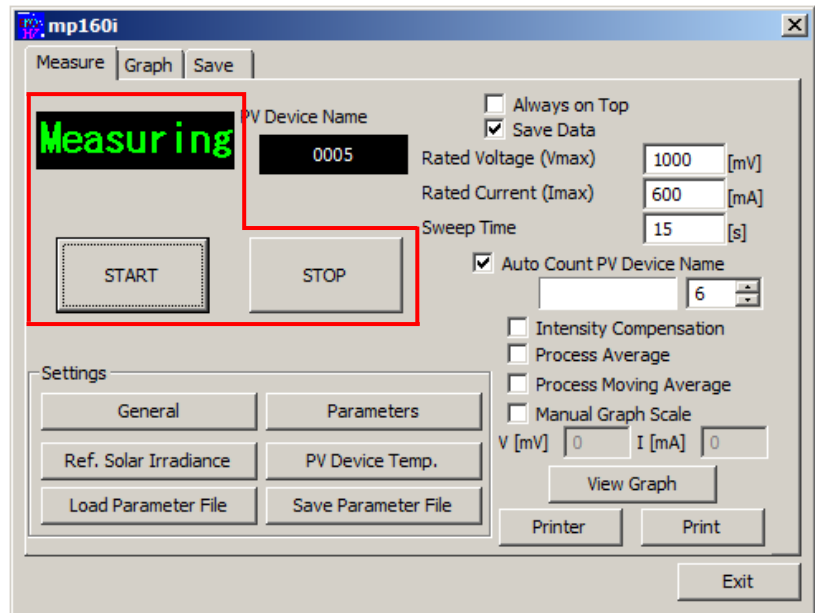 mp160i
Measure Graph Save
Measuring
PV Device Name
0005
Always on Top
Save Data
Rated Voltage (Vmax) 1000 [mV]
Rated Current (Imax) 600 [mA]
Sweep Time 15 [s]
START STOP
Auto Count PV Device Name
6
Intensity Compensation
Process Average
Process Moving Average
Manual Graph Scale
V [mV] 0 I [mA] 0
View Graph
Printer Print
Settings
General Parameters
Ref. Solar Irradiance PV Device Temp.
Load Parameter File Save Parameter File
Exit